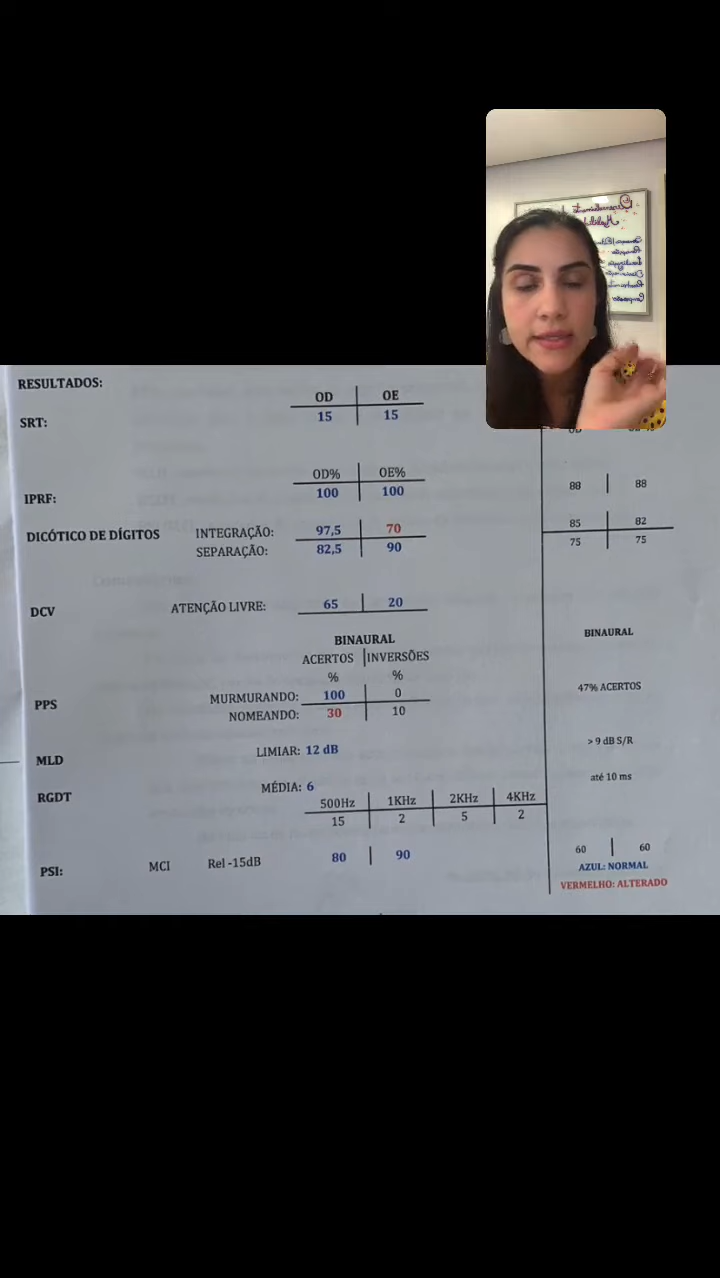 RESULTADOS:
OD | OE
SRT: 15 | 15
OD% | OE%
IPRF: 100 | 100 88 | 88
DICÓTICO DE DÍGITOS INTEGRAÇÃO: 97,5 | 70 85 | 82
SEPARAÇÃO: 82,5 | 90 75 | 75
DCV ATENÇÃO LIVRE: 65 | 20
BINAURAL BINAURAL
ACERTOS | INVERSÕES
% %
PPS MURMURANDO: 100 | 0 47% ACERTOS
NOMEANDO: 30 | 10
MLD LIMIAR: 12 dB > 9 dB S/R
RGDT MÉDIA: 6 até 10 ms
500Hz | 1KHz | 2KHz | 4KHz
15 | 2 | 5 | 2
PSI: MCI Rel -15dB 80 | 90 60 | 60
AZUL: NORMAL
VERMELHO: ALTERADO